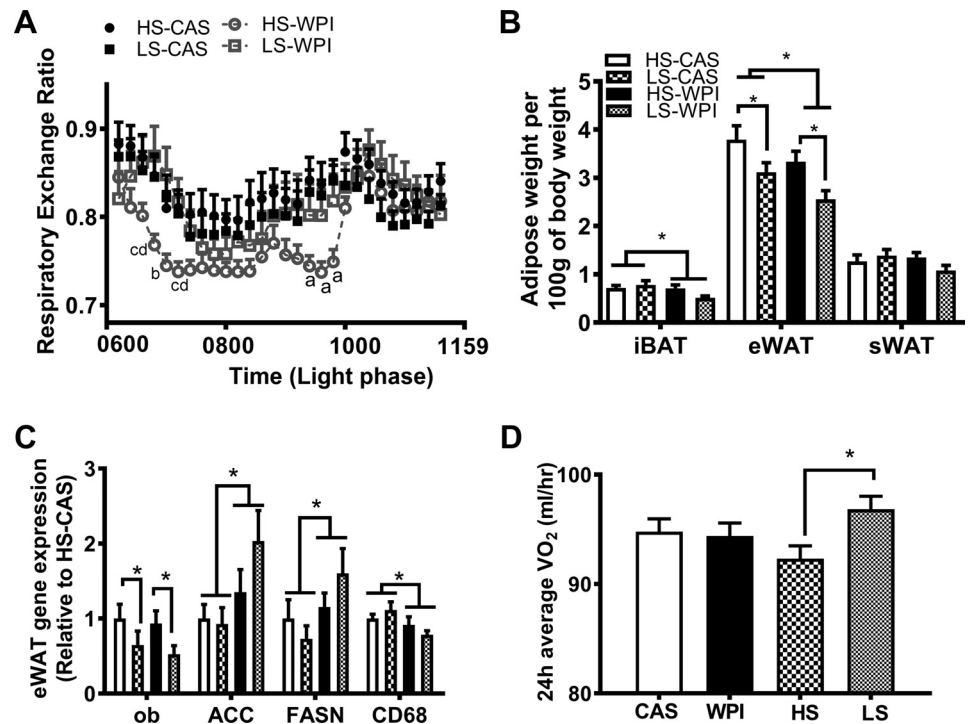 A
HS-CAS
HS-WPI
LS-CAS
LS-WPI
Respiratory Exchange Ratio
0.9
0.8
0.7
cd
b
cd
a
a
a
0600
0800
1000
1159
Time (Light phase)
B
HS-CAS
LS-CAS
HS-WPI
LS-WPI
Adipose weight per
100g of body weight
5
4
3
2
1
0
*
*
*
*
iBAT
eWAT
sWAT
C
eWAT gene expression
(Relative to HS-CAS)
3
2
1
0
*
*
*
*
*
ob
ACC
FASN
CD68
D
24h average VO₂ (ml/hr)
100
90
80
*
CAS
WPI
HS
LS